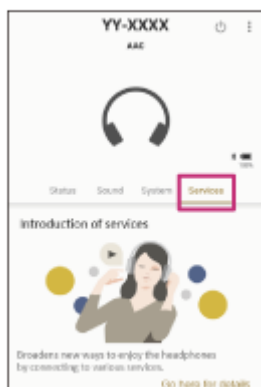 YY-XXXX
AAC
100%
Status Sound System Services
Introduction of services
Broadens new ways to enjoy the headphones
by connecting to various services.
Go here for details